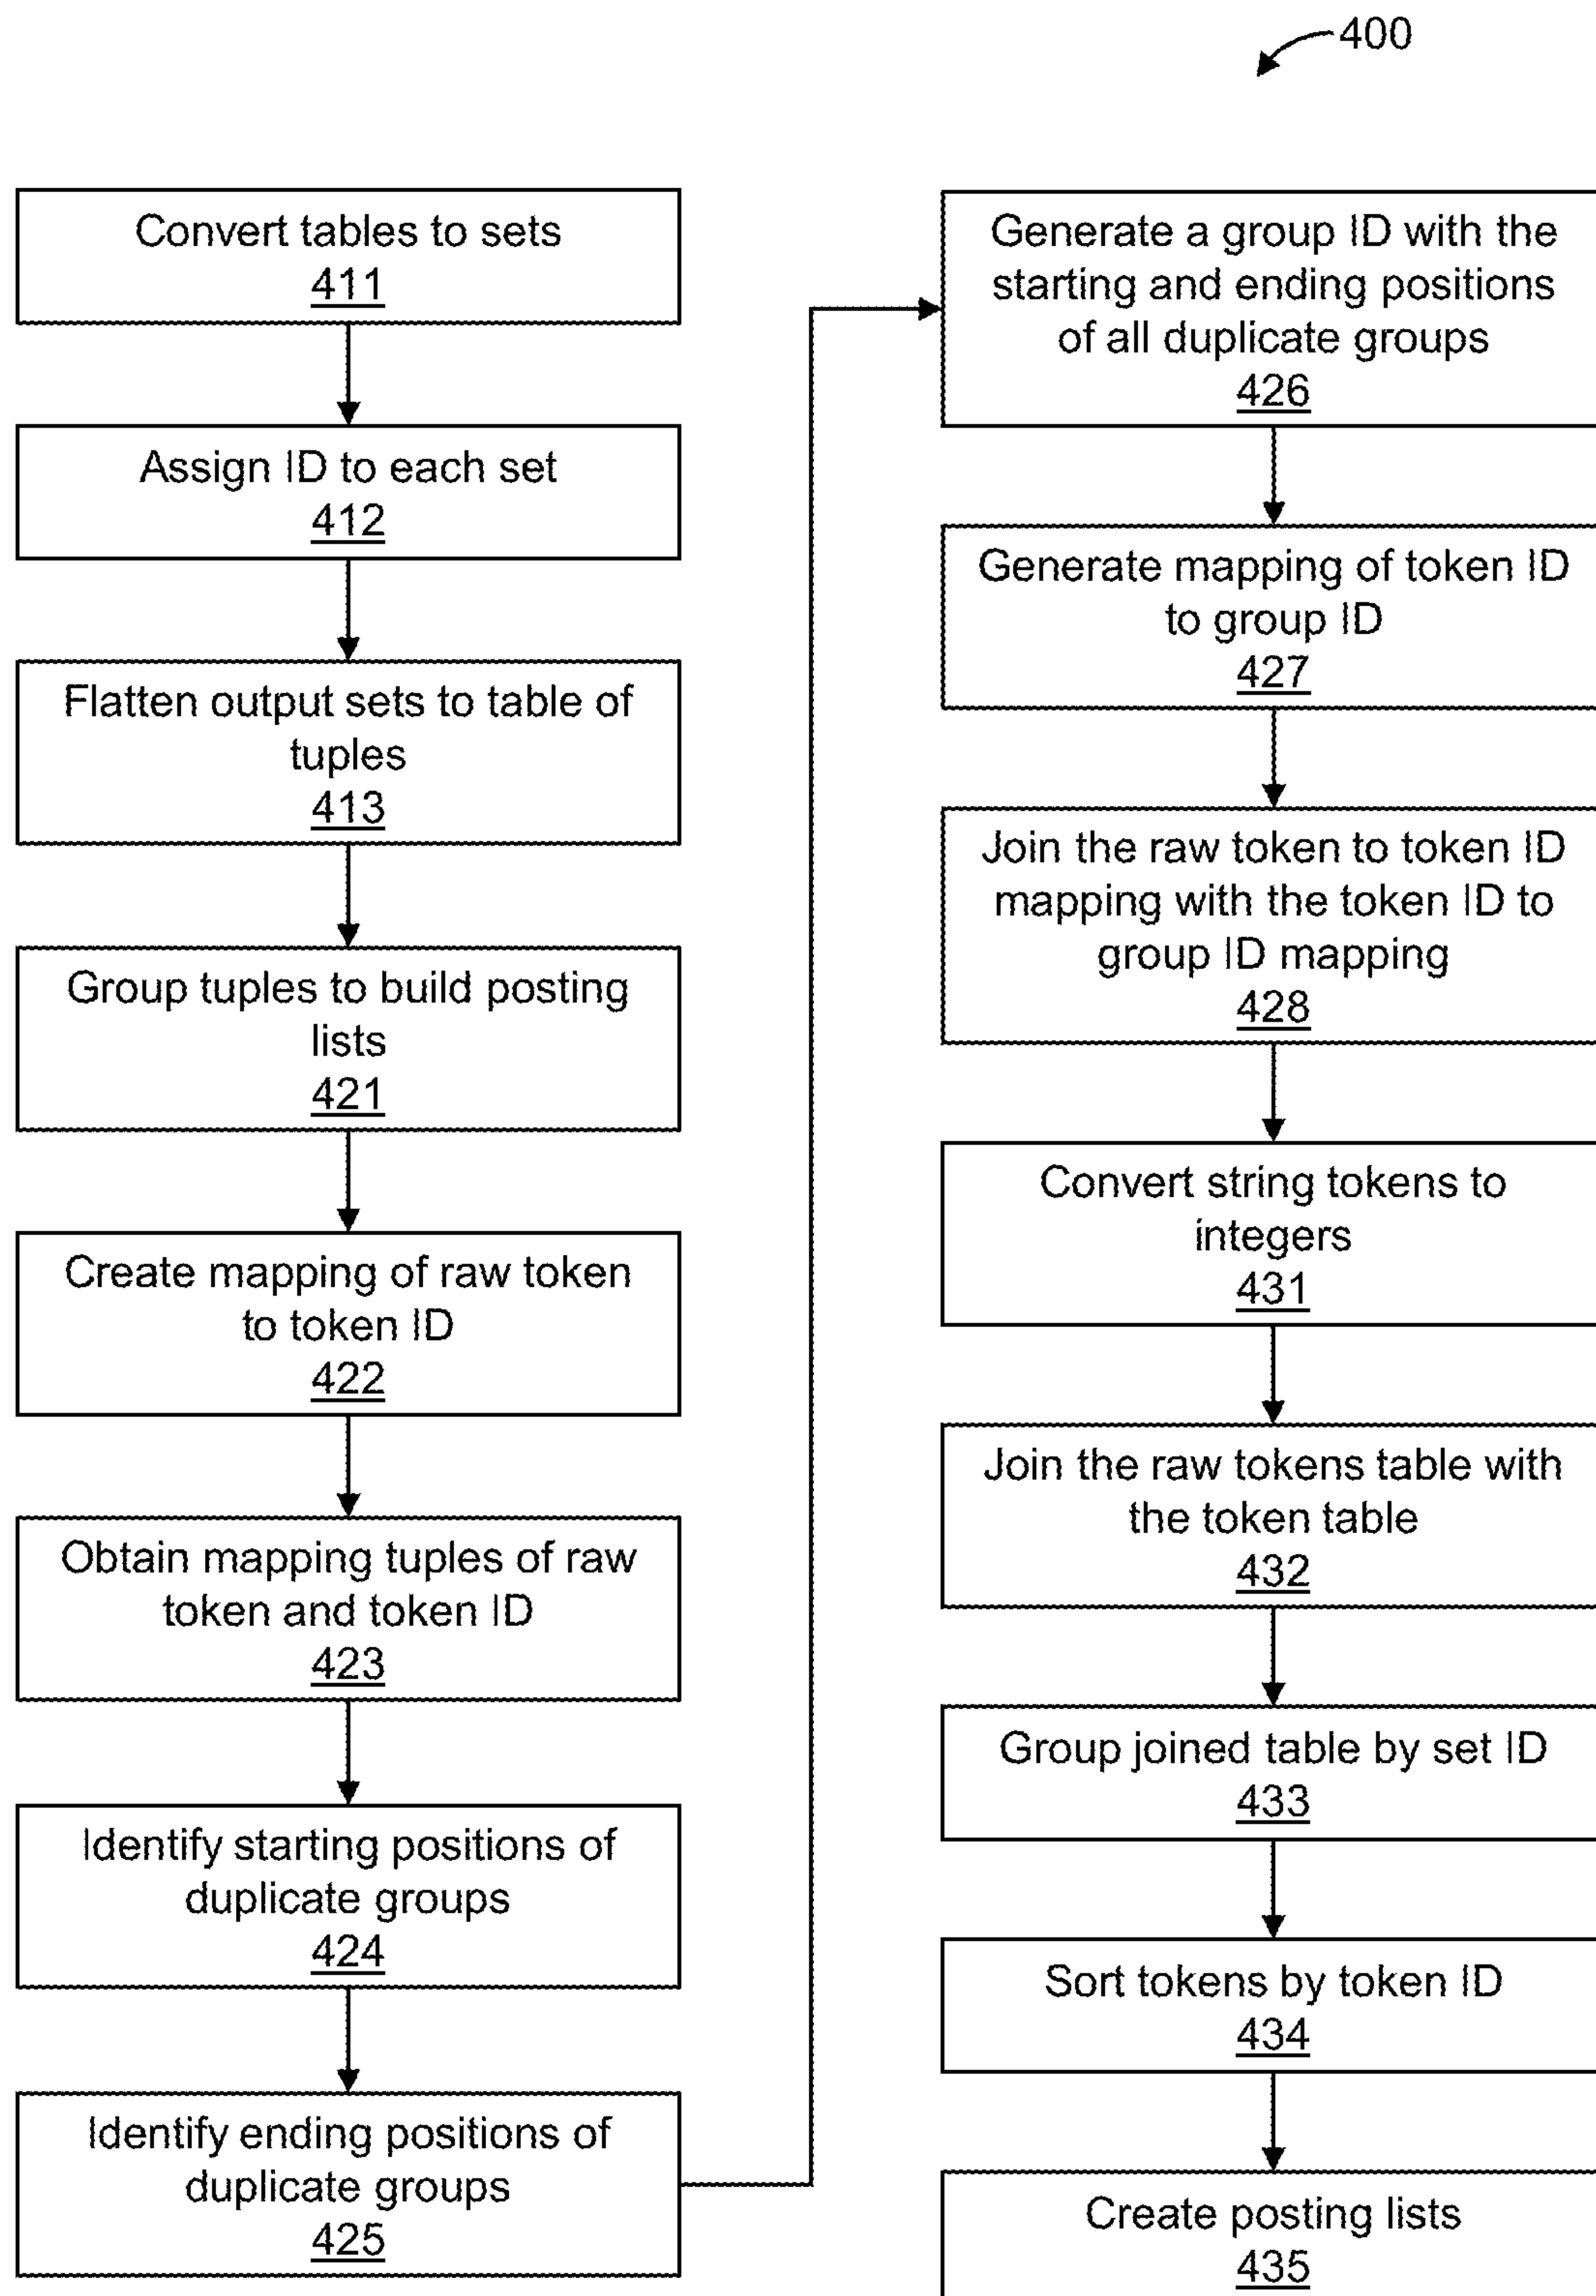 400
Convert tables to sets
411
Assign ID to each set
412
Flatten output sets to table of
tuples
413
Group tuples to build posting
lists
421
Create mapping of raw token
to token ID
422
Obtain mapping tuples of raw
token and token ID
423
Identify starting positions of
duplicate groups
424
Identify ending positions of
duplicate groups
425
Generate a group ID with the
starting and ending positions
of all duplicate groups
426
Generate mapping of token ID
to group ID
427
Join the raw token to token ID
mapping with the token ID to
group ID mapping
428
Convert string tokens to
integers
431
Join the raw tokens table with
the token table
432
Group joined table by set ID
433
Sort tokens by token ID
434
Create posting lists
435